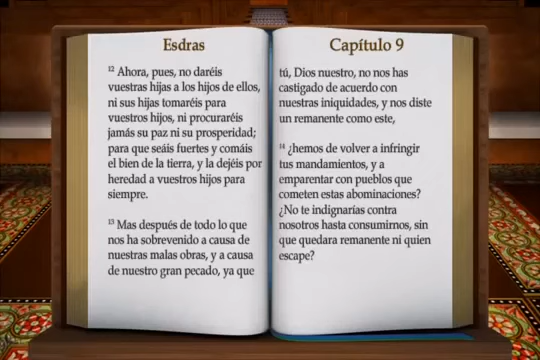 Esdras
¹² Ahora, pues, no daréis
vuestras hijas a los hijos de ellos,
ni sus hijas tomaréis para
vuestros hijos, ni procuraréis
jamás su paz ni su prosperidad;
para que seáis fuertes y comáis
el bien de la tierra, y la dejéis por
heredad a vuestros hijos para
siempre.
¹³ Mas después de todo lo que
nos ha sobrevenido a causa de
nuestras malas obras, y a causa
de nuestro gran pecado, ya que
Capítulo 9
tú, Dios nuestro, no nos has
castigado de acuerdo con
nuestras iniquidades, y nos diste
un remanente como este,
¹⁴ ¿hemos de volver a infringir
tus mandamientos, y a
emparentar con pueblos que
cometen estas abominaciones?
¿No te indignarías contra
nosotros hasta consumirnos, sin
que quedara remanente ni quien
escape?